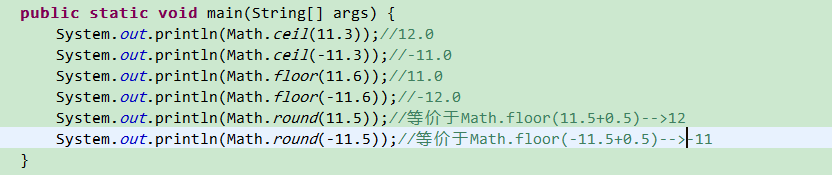 public static void main(String[] args) {
System.out.println(Math.ceil(11.3));//12.0
System.out.println(Math.ceil(-11.3));//-11.0
System.out.println(Math.floor(11.6));//11.0
System.out.println(Math.floor(-11.6));//-12.0
System.out.println(Math.round(11.5));//等价于Math.floor(11.5+0.5)-->12
System.out.println(Math.round(-11.5));//等价于Math.floor(-11.5+0.5)-->-11
}